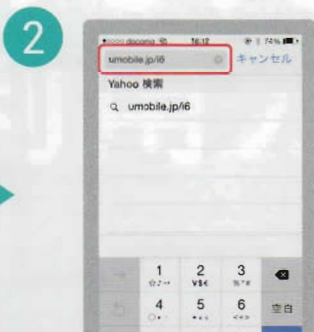 2
docomo 16:12 74%
umobile.jp/i6 キャンセル
Yahoo 検索
umobile.jp/i6
1 2 3
☆♪→ ¥$€ %°#
4 5 6 空白
○*・ +×÷ <=>